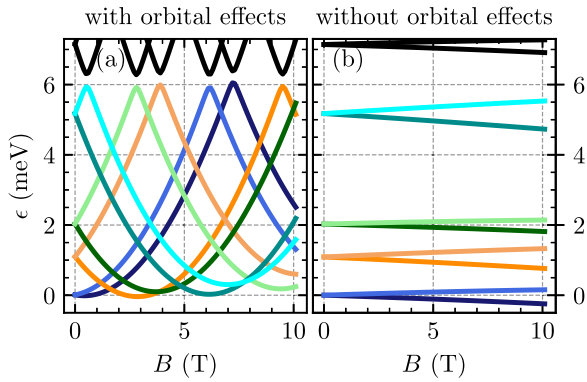 with orbital effects without orbital effects
(a) (b)
6 6
4 4
2 2
0 0
ϵ (meV)
0 5 10 0 5 10
B (T) B (T)